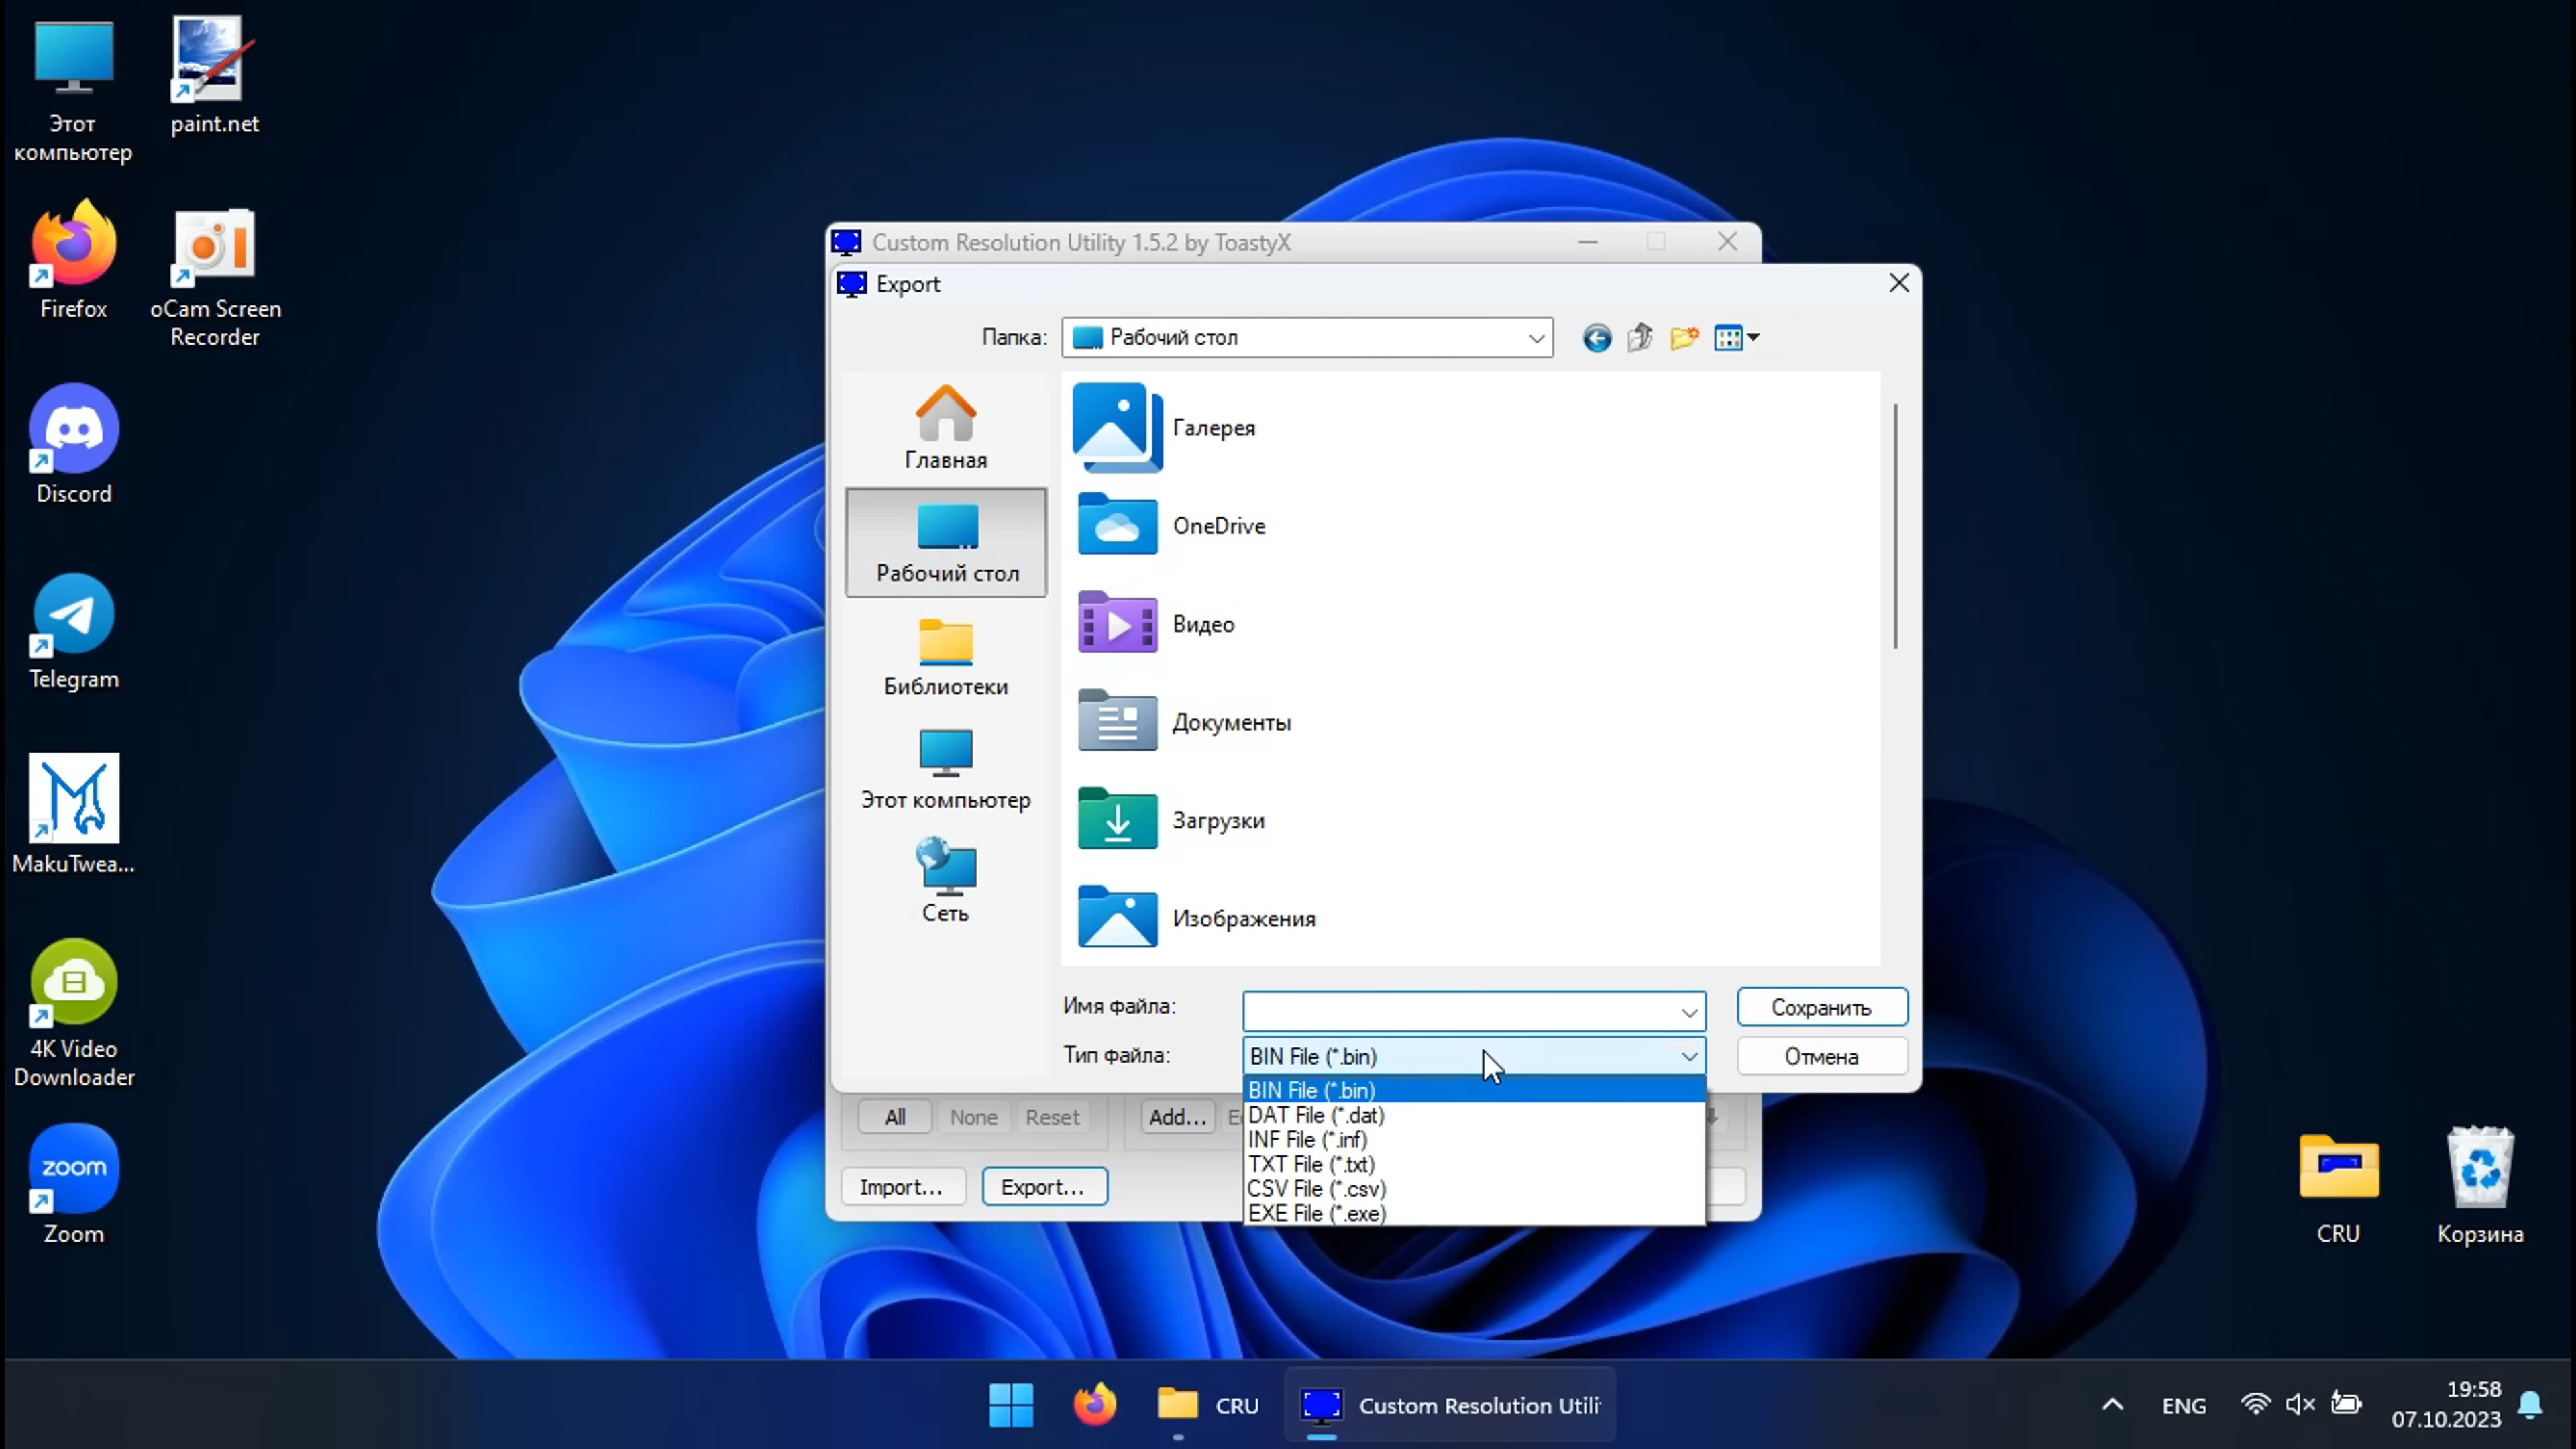 Этот
компьютер
paint.net
Firefox
oCam Screen
Recorder
Discord
Telegram
MakuTwea...
4K Video
Downloader
zoom
Zoom
Custom Resolution Utility 1.5.2 by ToastyX
Export
Папка:
Рабочий стол
Главная
Рабочий стол
Библиотеки
Этот компьютер
Сеть
Галерея
OneDrive
Видео
Документы
Загрузки
Изображения
Имя файла:
Сохранить
Тип файла:
BIN File (*.bin)
Отмена
BIN File (*.bin)
DAT File (*.dat)
INF File (*.inf)
TXT File (*.txt)
CSV File (*.csv)
EXE File (*.exe)
All
None
Reset
Add...
Import...
Export...
CRU
Корзина
CRU
Custom Resolution Utili
ENG
19:58
07.10.2023